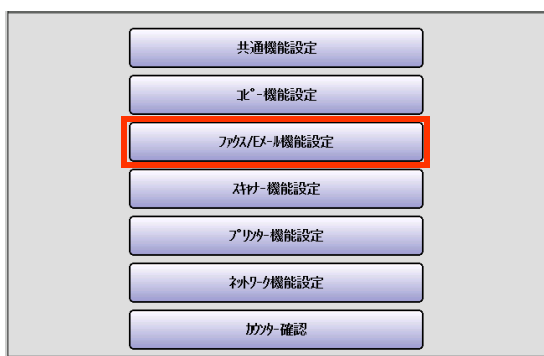 共通機能設定
ｺﾋﾟｰ機能設定
ﾌｧｸｽ/Eﾒｰﾙ機能設定
ｽｷｬﾅｰ機能設定
ﾌﾟﾘﾝﾀｰ機能設定
ﾈｯﾄﾜｰｸ機能設定
ｶｳﾝﾀｰ確認